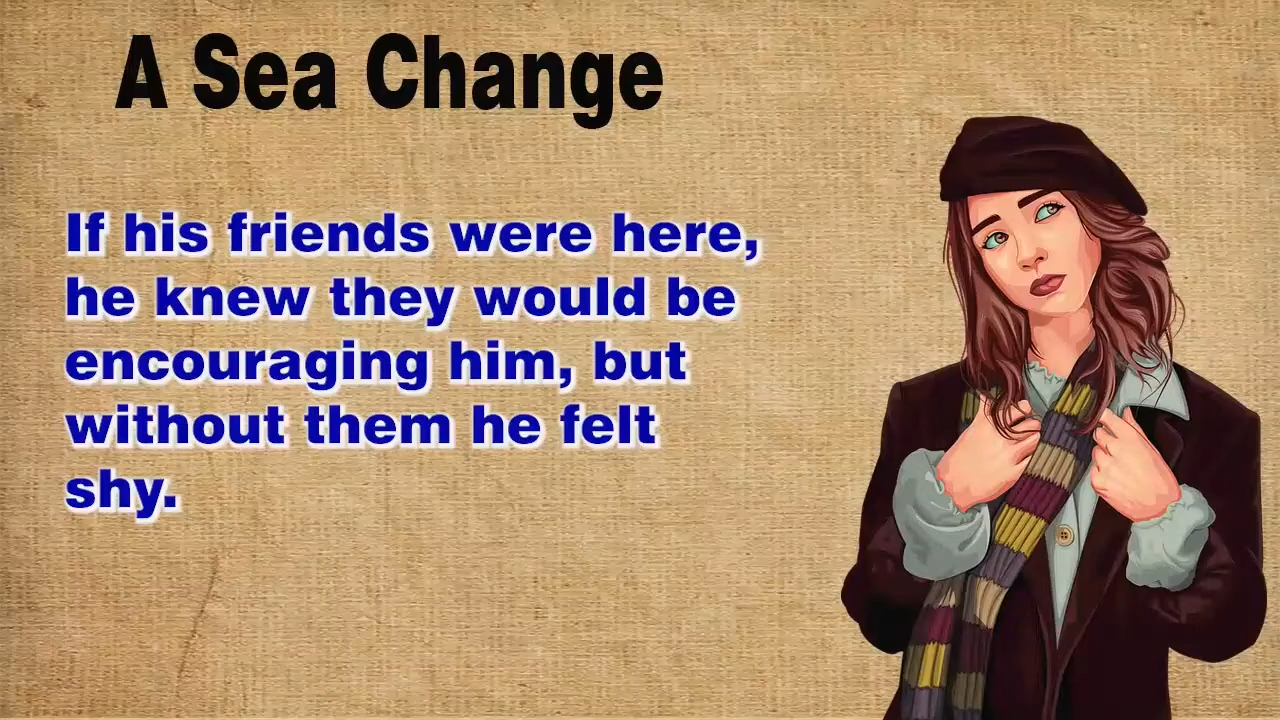 A Sea Change
If his friends were here,
he knew they would be
encouraging him, but
without them he felt
shy.